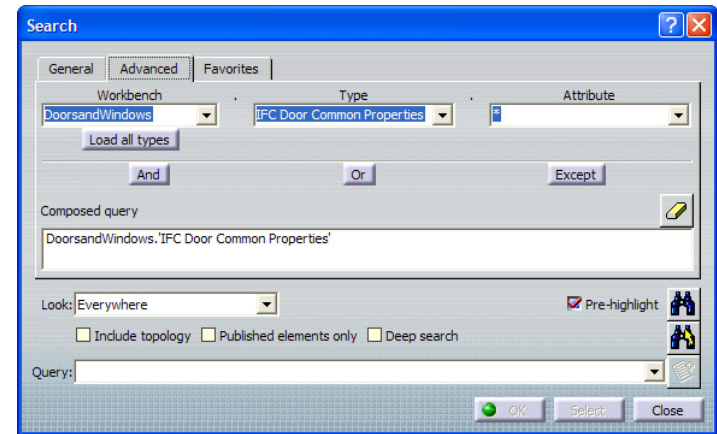 Search
General Advanced Favorites
Workbench . Type . Attribute
DoorsandWindows IFC Door Common Properties *
Load all types
And Or Except
Composed query
DoorsandWindows.'IFC Door Common Properties'
Look: Everywhere Pre-highlight
Include topology Published elements only Deep search
Query:
OK Select Close